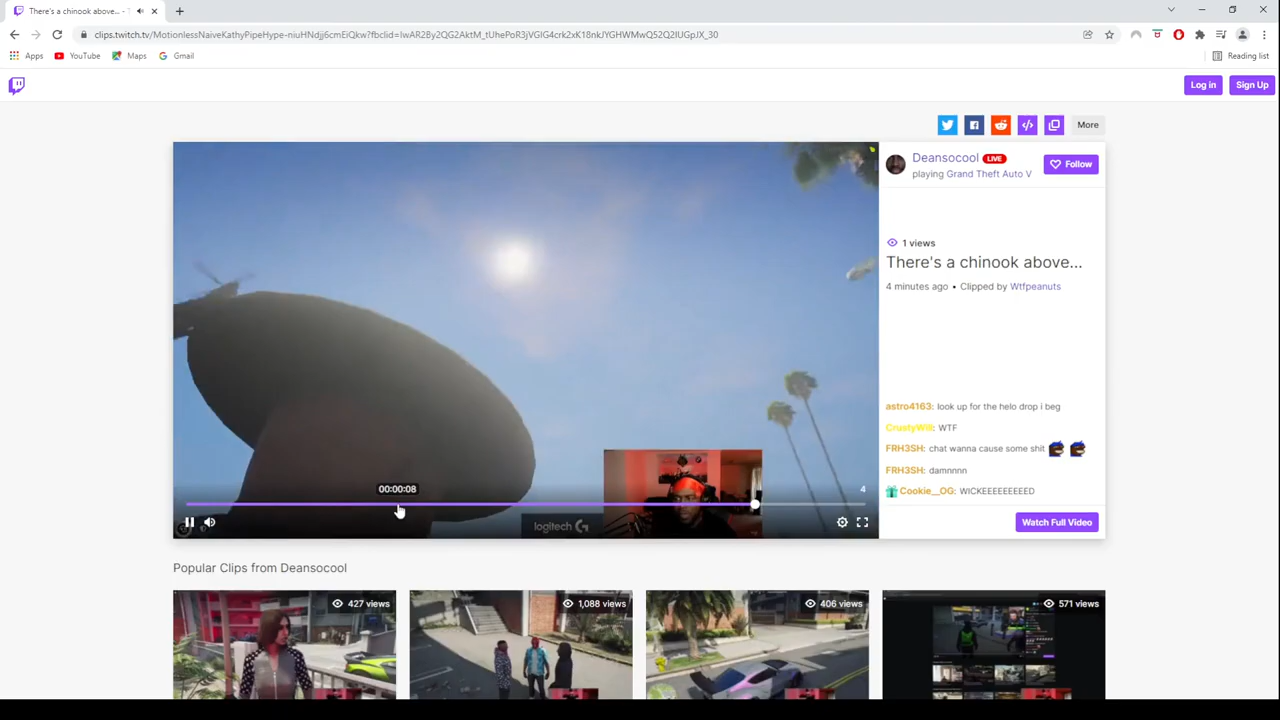 There's a chinook above... - T
clips.twitch.tv/MotionlessNaiveKathyPipeHype-niuHNdjj6cmEiQkw?fbclid=IwAR2By2QG2AktM_tUhePoR3jVGIG4crk2xK18nkJYGHWMwQ52Q2IUGpJX_30
Apps YouTube Maps Gmail Reading list
Log in Sign Up
More
Deansocool LIVE
playing Grand Theft Auto V
Follow
1 views
There's a chinook above...
4 minutes ago • Clipped by Wtfpeanuts
astro4163: look up for the helo drop i beg
CrustyWill: WTF
FRH3SH: chat wanna cause some shit
FRH3SH: damnnnn
Cookie__OG: WICKEEEEEEEEED
00:00:08
4
logitech G
Watch Full Video
Popular Clips from Deansocool
427 views
1,088 views
406 views
571 views